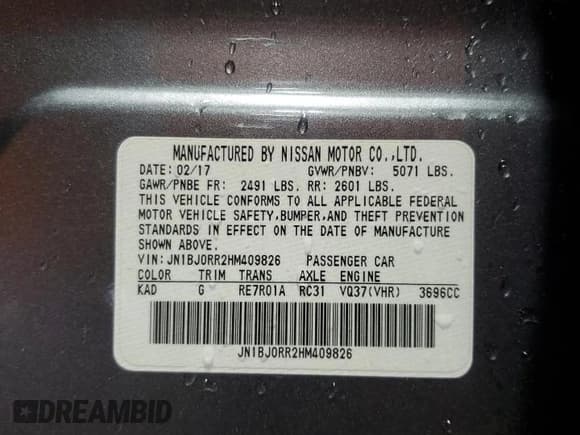 MANUFACTURED BY NISSAN MOTOR CO.,LTD.
DATE: 02/17 GVWR/PNBV: 5071 LBS.
GAWR/PNBE FR: 2491 LBS. RR: 2601 LBS.
THIS VEHICLE CONFORMS TO ALL APPLICABLE FEDERAL
MOTOR VEHICLE SAFETY,BUMPER,AND THEFT PREVENTION
STANDARDS IN EFFECT ON THE DATE OF MANUFACTURE
SHOWN ABOVE.
VIN: JN1BJ0RR2HM409826 PASSENGER CAR
COLOR TRIM TRANS AXLE ENGINE
KAD G RE7R01A RC31 VQ37(VHR) 3696CC
JN1BJ0RR2HM409826
DREAMBID